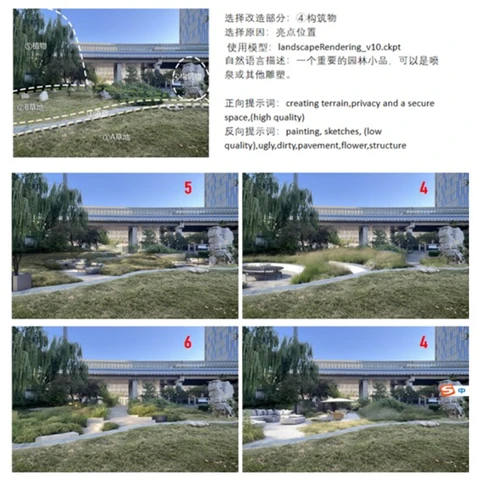 ①植物
④构筑物
②B草地
①A草地
选择改造部分：④构筑物
选择原因：亮点位置
使用模型：landscapeRendering_v10.ckpt
自然语言描述：一个重要的园林小品，可以是喷
泉或其他雕塑。
正向提示词：creating terrain,privacy and a secure
space,(high quality)
反向提示词：painting, sketches, (low
quality),ugly,dirty,pavement,flower,structure
5
4
6
4
S 中